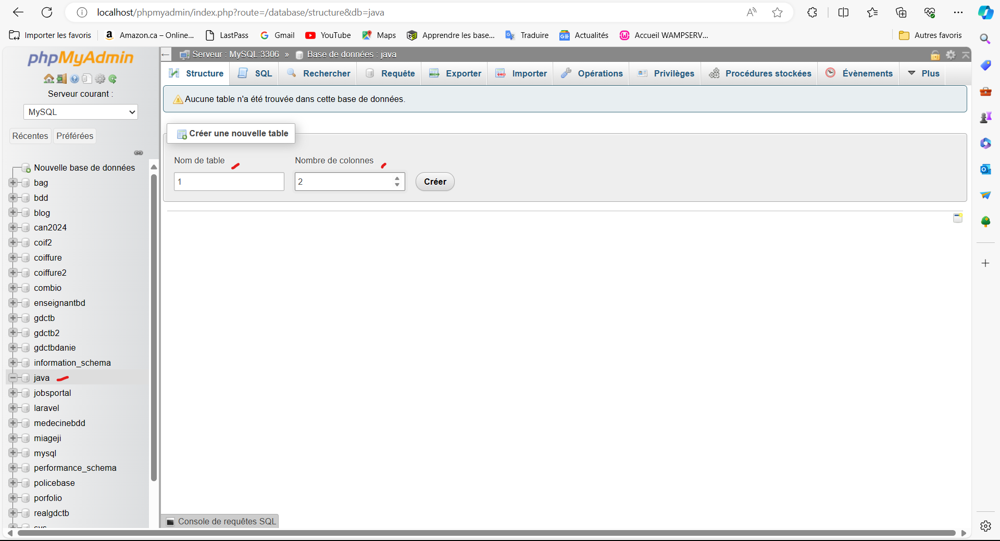 localhost/phpmyadmin/index.php?route=/database/structure&db=java
Importer les favoris
Amazon.ca – Online...
LastPass
Gmail
YouTube
Maps
Apprendre les base...
Traduire
Actualités
Accueil WAMPSERV...
Autres favoris
phpMyAdmin
Serveur courant :
MySQL
Récentes
Préférées
Nouvelle base de données
bag
bdd
blog
can2024
coif2
coiffure
coiffure2
combio
enseignantbd
gdctb
gdctb2
gdctbdanie
information_schema
java
jobsportal
laravel
medecinebdd
miageji
mysql
performance_schema
policebase
porfolio
realgdctb
sys
Serveur : MySQL:3306 » Base de données : java
Structure
SQL
Rechercher
Requête
Exporter
Importer
Opérations
Privilèges
Procédures stockées
Évènements
Plus
Aucune table n'a été trouvée dans cette base de données.
Créer une nouvelle table
Nom de table
Nombre de colonnes
1
2
Créer
Console de requêtes SQL